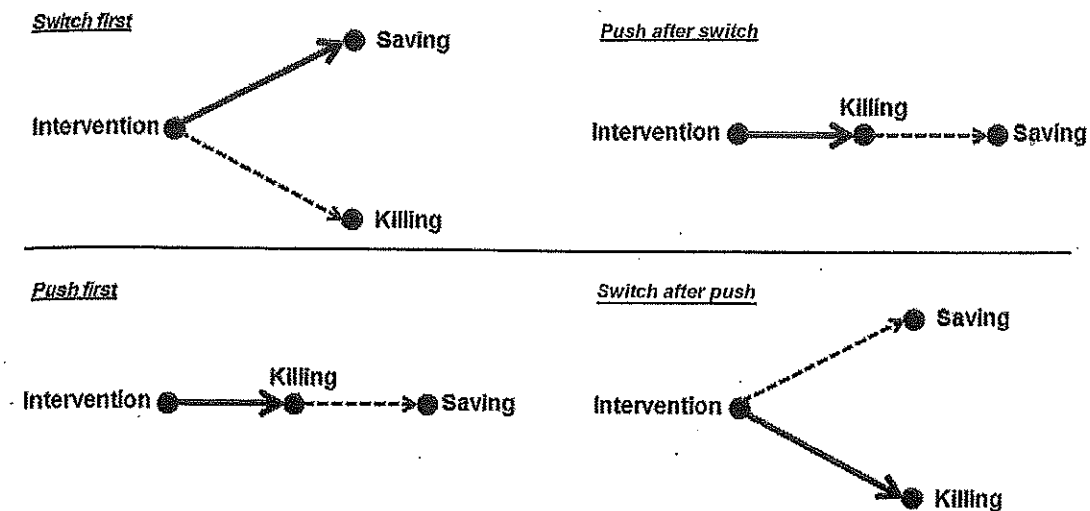 Switch first
Saving
Intervention
Killing
Push after switch
Killing
Intervention
Saving
Push first
Killing
Intervention
Saving
Switch after push
Saving
Intervention
Killing